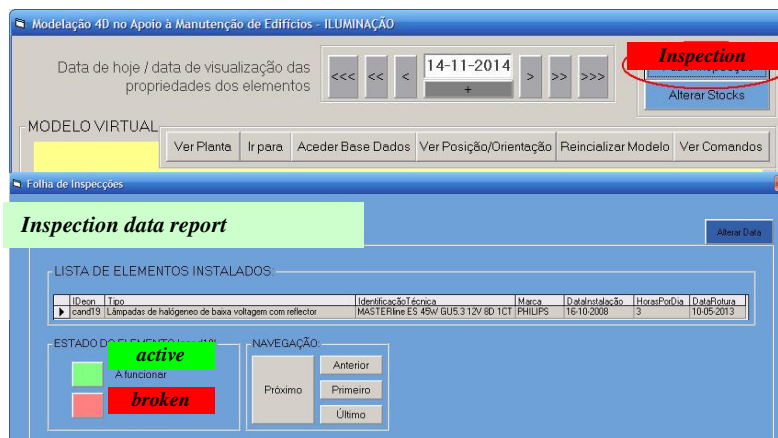 Modelação 4D no Apoio à Manutenção de Edifícios - ILUMINAÇÃO
Data de hoje / data de visualização das
propriedades dos elementos
<<< << < 14-11-2014 > >> >>>
+
Inspection
Alterar Stocks
MODELO VIRTUAL
Ver Planta Ir para Aceder Base Dados Ver Posição/Orientação Reincializar Modelo Ver Comandos
Folha de Inspecções
Inspection data report
Alterar Data
LISTA DE ELEMENTOS INSTALADOS:
IDeon Tipo IdentificaçãoTécnica Marca DataInstalação HorasPorDia DataRotura
cand19 Lâmpadas de halógeneo de baixa voltagem com reflector MASTERline ES 45W GU5.3 12V 8D 1CT PHILIPS 16-10-2008 3 10-05-2013
ESTADO DO
active
A funcionar
broken
NAVEGAÇÃO:
Anterior
Próximo
Primeiro
Último